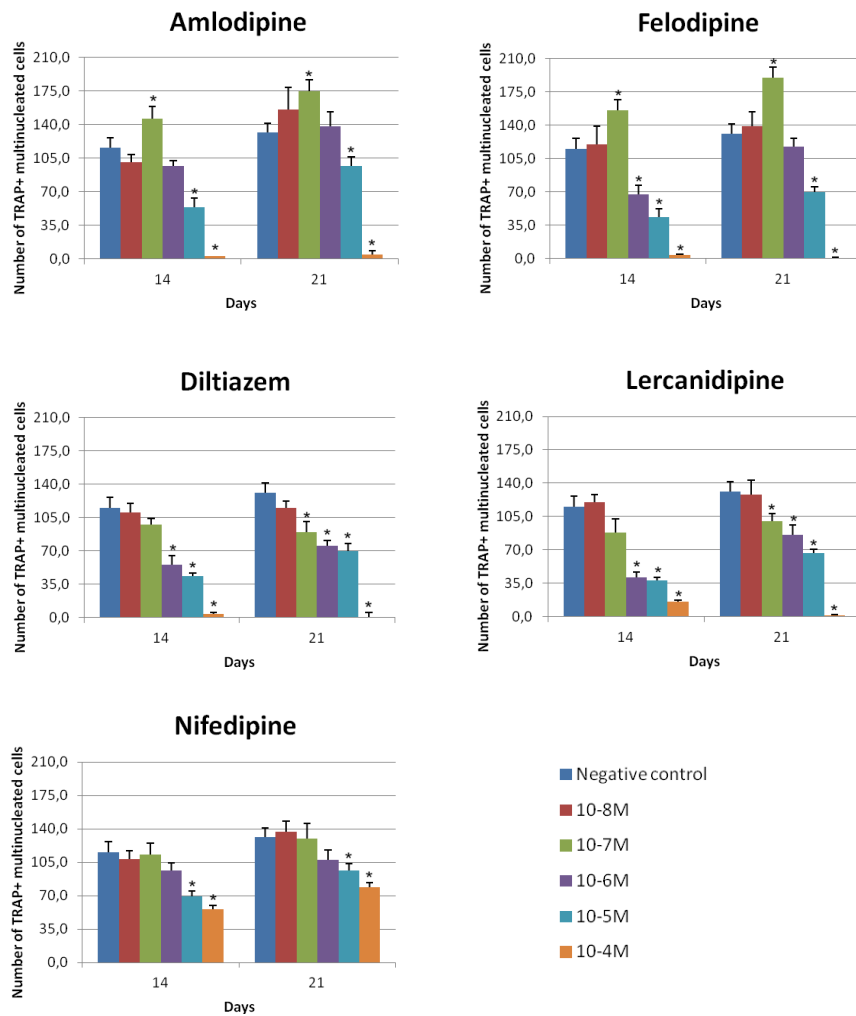 Amlodipine
Number of TRAP+ multinucleated cells
210,0
175,0
140,0
105,0
70,0
35,0
0,0
* * * * * *
14 21
Days
Felodipine
Number of TRAP+ multinucleated cells
210,0
175,0
140,0
105,0
70,0
35,0
0,0
* * * * * * *
14 21
Days
Diltiazem
Number of TRAP+ multinucleated cells
210,0
175,0
140,0
105,0
70,0
35,0
0,0
* * * * * * *
14 21
Days
Lercanidipine
Number of TRAP+ multinucleated cells
210,0
175,0
140,0
105,0
70,0
35,0
0,0
* * * * * * *
14 21
Days
Nifedipine
Number of TRAP+ multinucleated cells
210,0
175,0
140,0
105,0
70,0
35,0
0,0
* * * *
14 21
Days
Negative control
10-8M
10-7M
10-6M
10-5M
10-4M